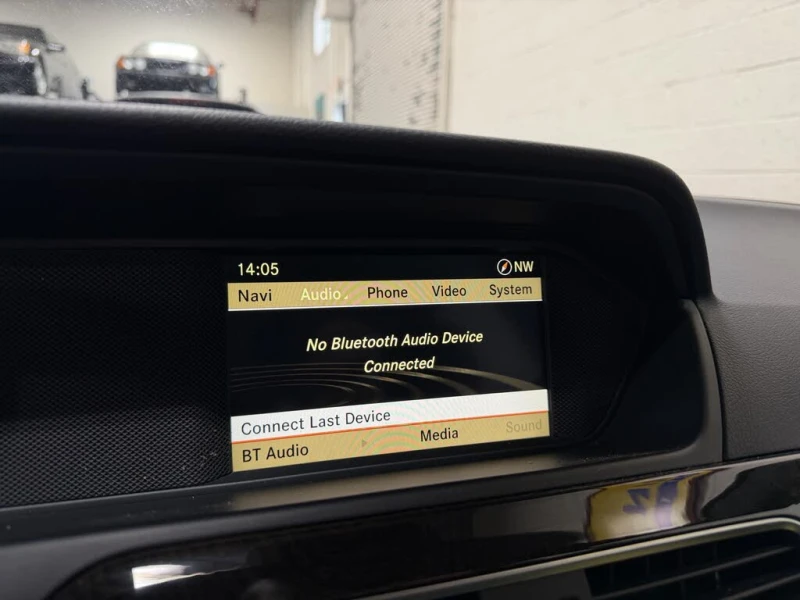 14:05 NW
Navi Audio Phone Video System
No Bluetooth Audio Device
Connected
Connect Last Device
BT Audio Media Sound